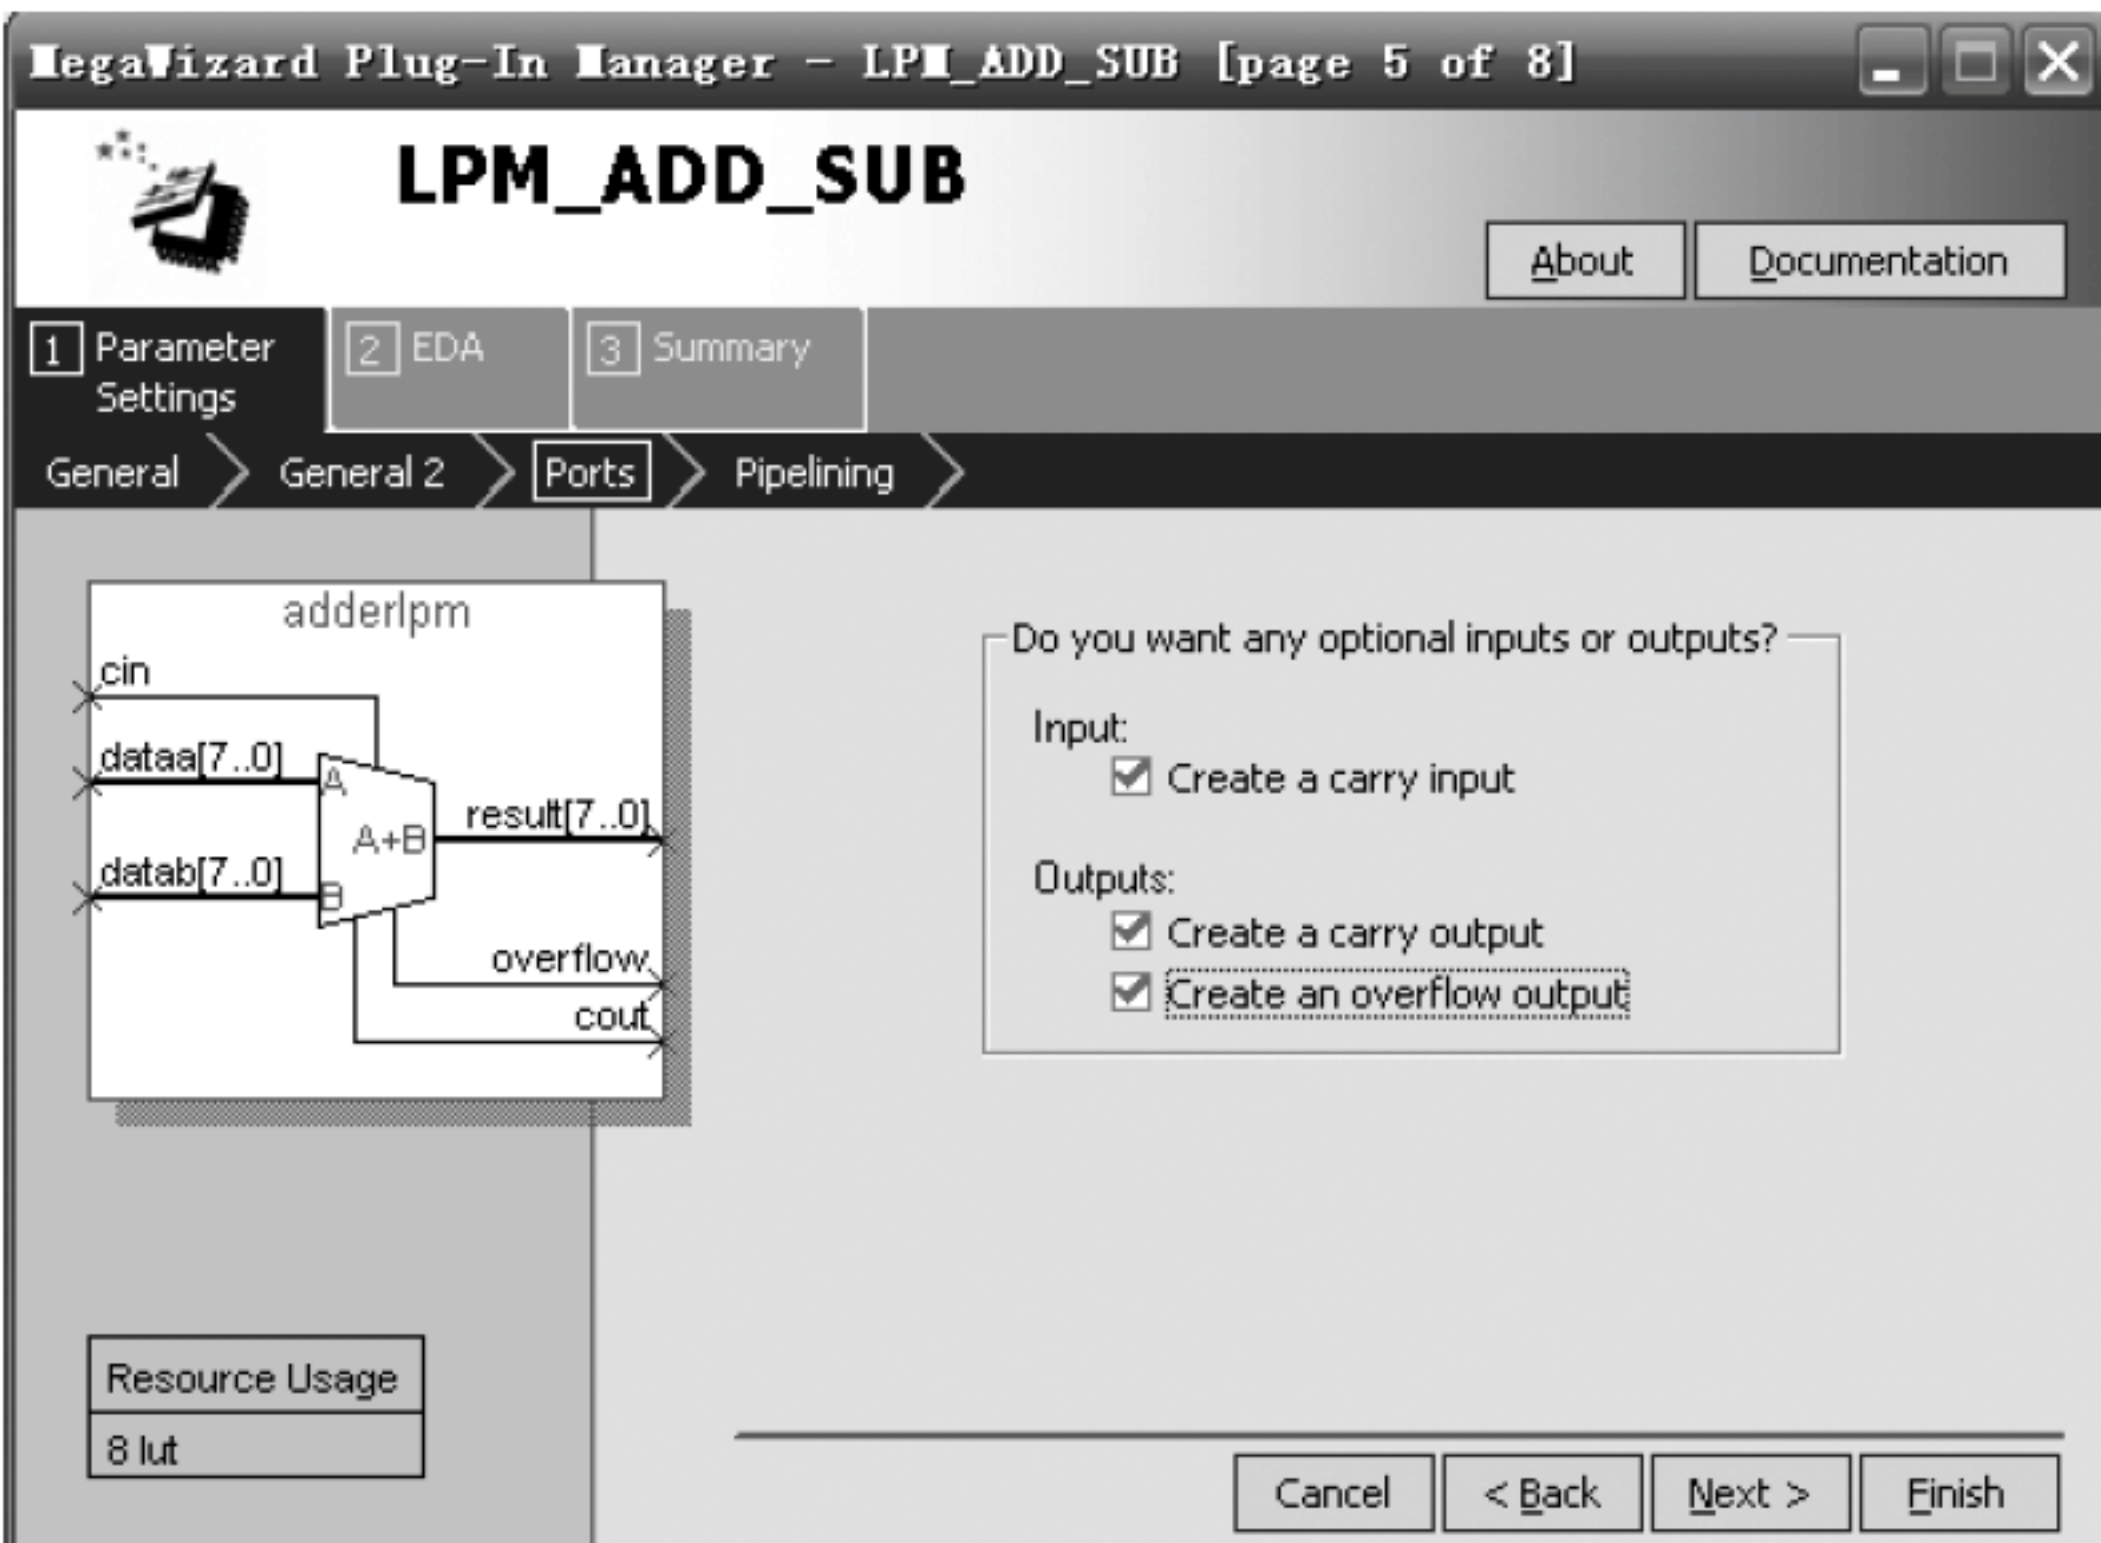 MegaWizard Plug-In Manager - LPM_ADD_SUB [page 5 of 8]
LPM_ADD_SUB
About
Documentation
1 Parameter Settings
2 EDA
3 Summary
General
General 2
Ports
Pipelining
adderlpm
cin
dataa[7..0]
A
A+B
result[7..0]
datab[7..0]
B
overflow
cout
Do you want any optional inputs or outputs?
Input:
Create a carry input
Outputs:
Create a carry output
Create an overflow output
Resource Usage
8 lut
Cancel
< Back
Next >
Finish